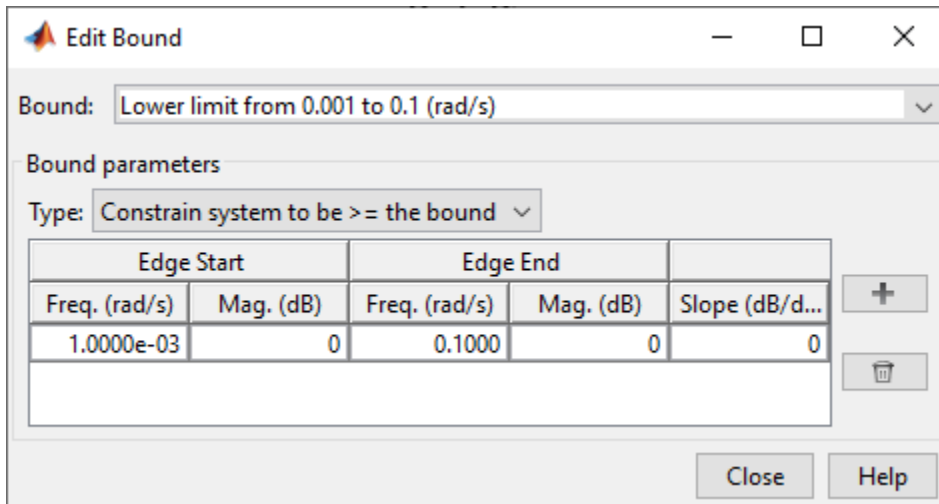 Edit Bound
Bound: Lower limit from 0.001 to 0.1 (rad/s)
Bound parameters
Type: Constrain system to be >= the bound
Edge Start Edge End
Freq. (rad/s) Mag. (dB) Freq. (rad/s) Mag. (dB) Slope (dB/d...
1.0000e-03 0 0.1000 0 0
Close Help